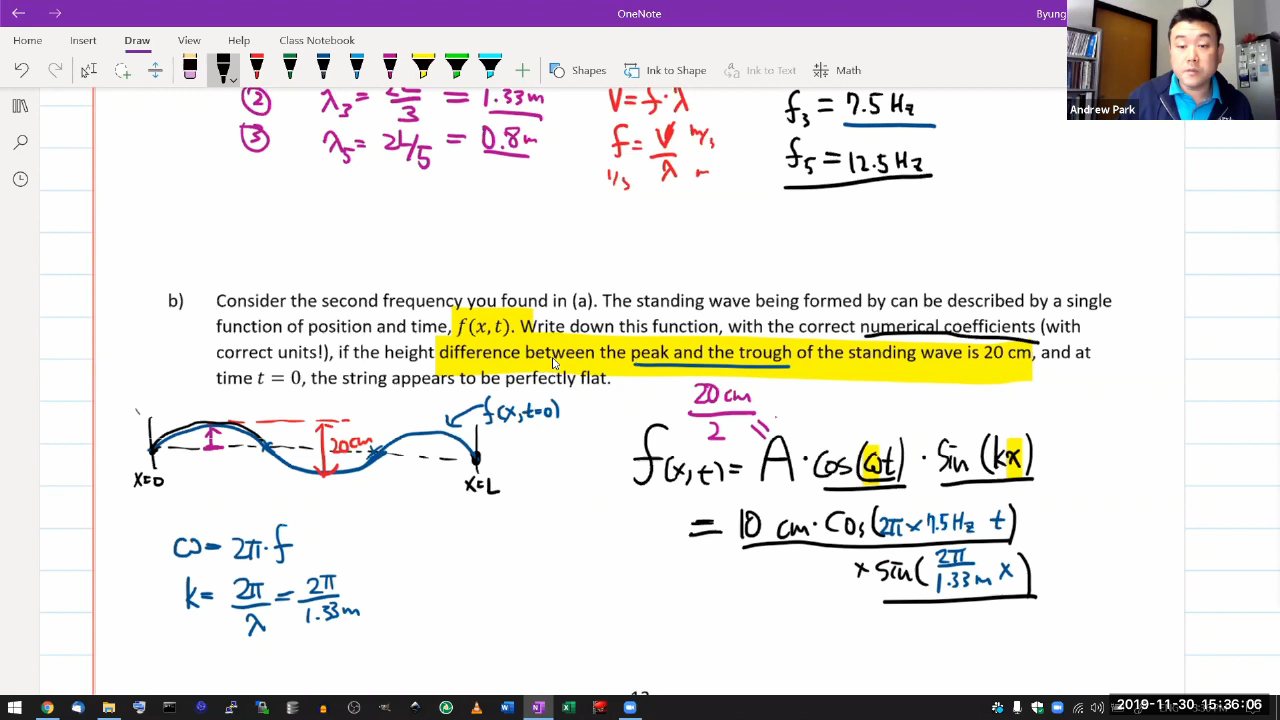 OneNote
Byung
Home Insert Draw View Help Class Notebook
Shapes Ink to Shape Ink to Text Math
Andrew Park
② λ₃ = 2L/3 = 1.33m
③ λ₅ = 2L/5 = 0.8m
V = f·λ
f = V/λ m/s m
1/s
f₃ = 7.5 Hz
f₅ = 12.5 Hz
b) Consider the second frequency you found in (a). The standing wave being formed by can be described by a single
function of position and time, f(x, t). Write down this function, with the correct numerical coefficients (with
correct units!), if the height difference between the peak and the trough of the standing wave is 20 cm, and at
time t = 0, the string appears to be perfectly flat.
f(x,t=0)
20cm
x=0
x=L
20 cm/2 =
f(x,t) = A · cos(ωt) · sin(kx)
= 10 cm · cos(2π × 7.5 Hz t)
× sin(2π/1.33m x)
ω = 2π·f
k = 2π/λ = 2π/1.33m
2019-11-30 15:36:06